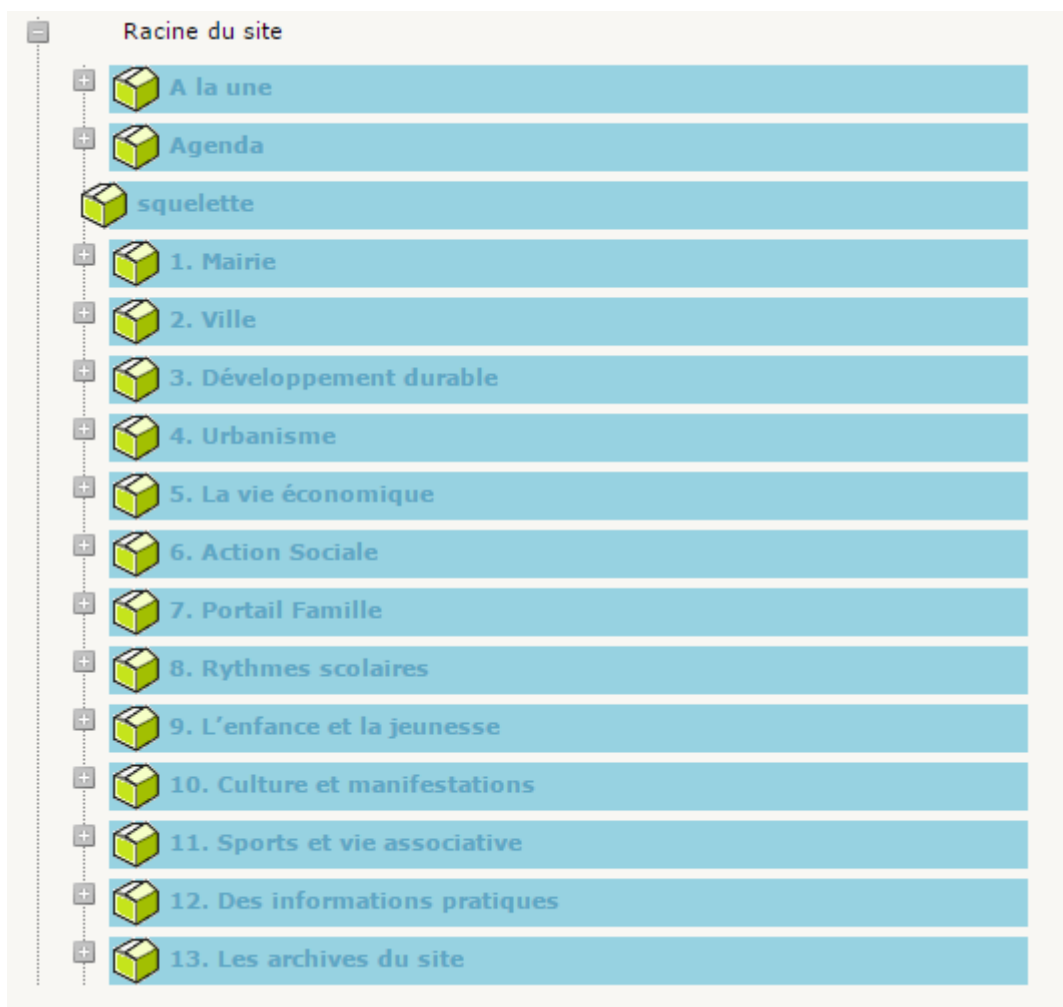 Racine du site
A la une
Agenda
squelette
1. Mairie
2. Ville
3. Développement durable
4. Urbanisme
5. La vie économique
6. Action Sociale
7. Portail Famille
8. Rythmes scolaires
9. L’enfance et la jeunesse
10. Culture et manifestations
11. Sports et vie associative
12. Des informations pratiques
13. Les archives du site